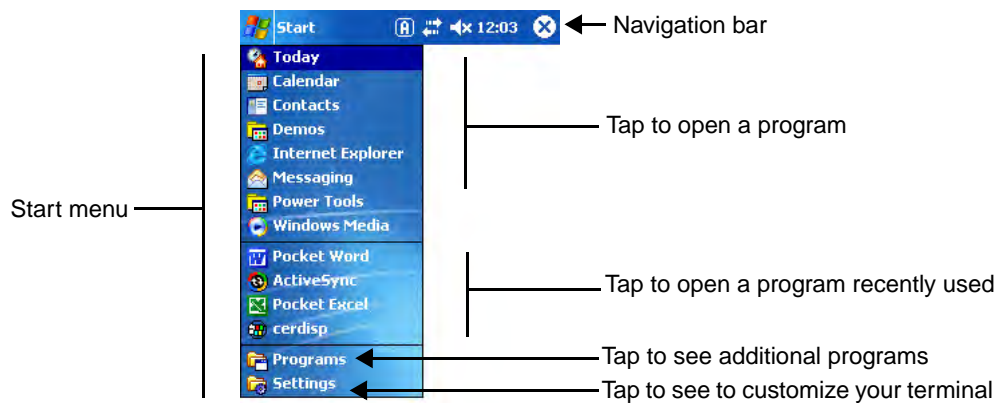 Start A 12:03
Navigation bar
Today
Calendar
Contacts
Demos
Internet Explorer
Messaging
Power Tools
Windows Media
Tap to open a program
Start menu
Pocket Word
ActiveSync
Pocket Excel
cerdisp
Tap to open a program recently used
Programs
Tap to see additional programs
Settings
Tap to see to customize your terminal